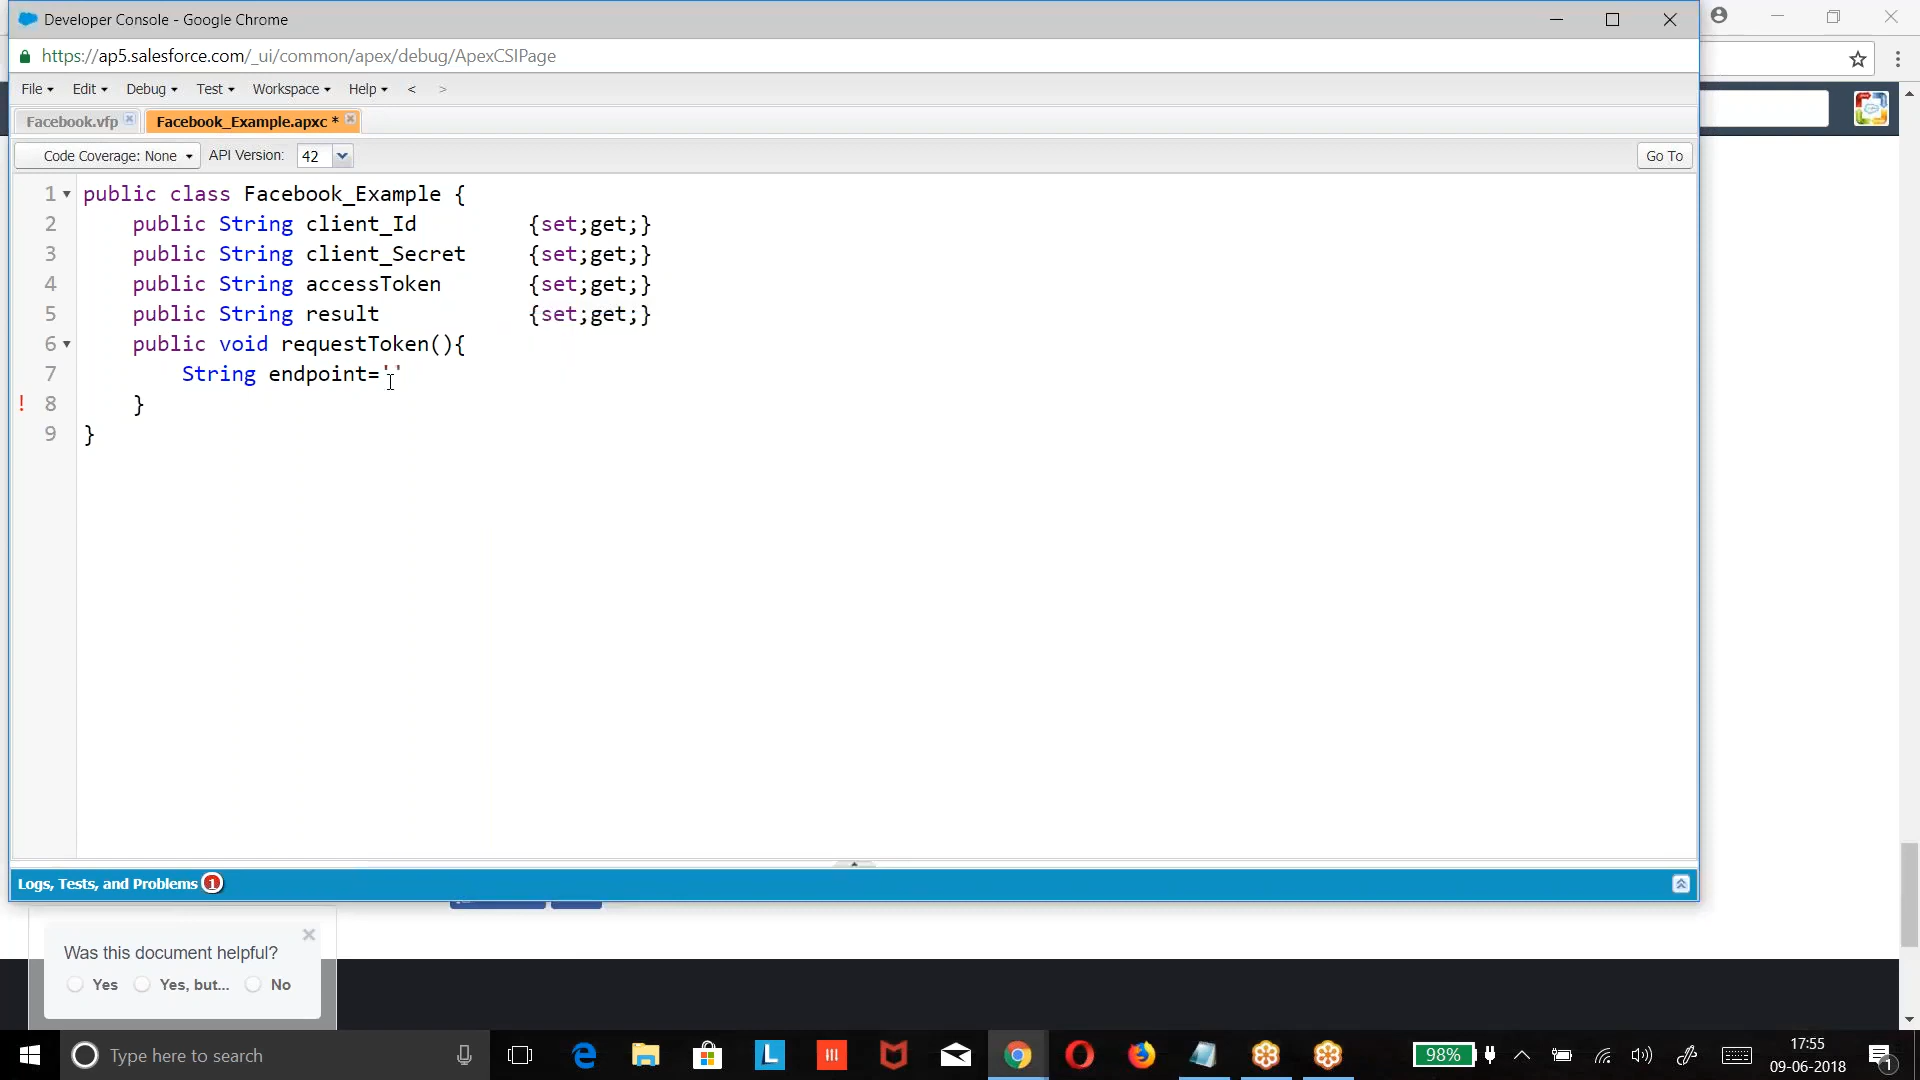 Developer Console - Google Chrome
https://ap5.salesforce.com/_ui/common/apex/debug/ApexCSIPage
File Edit Debug Test Workspace Help < >
Facebook.vfp Facebook_Example.apxc *
Code Coverage: None API Version: 42 Go To
1 public class Facebook_Example {
2 public String client_Id {set;get;}
3 public String client_Secret {set;get;}
4 public String accessToken {set;get;}
5 public String result {set;get;}
6 public void requestToken(){
7 String endpoint=''
! 8 }
9 }
Logs, Tests, and Problems 1
Was this document helpful?
Yes Yes, but... No
Type here to search
98%
17:55
09-06-2018
1